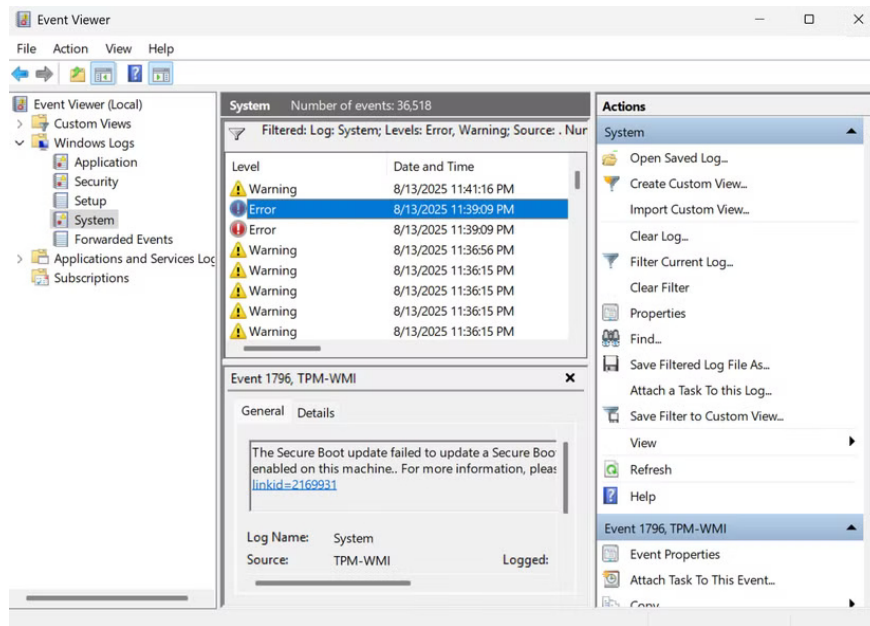 Event Viewer
File Action View Help
Event Viewer (Local)
Custom Views
Windows Logs
Application
Security
Setup
System
Forwarded Events
Applications and Services Log
Subscriptions
System Number of events: 36,518
Filtered: Log: System; Levels: Error, Warning; Source: . Nur
Level Date and Time
Warning 8/13/2025 11:41:16 PM
Error 8/13/2025 11:39:09 PM
Error 8/13/2025 11:39:09 PM
Warning 8/13/2025 11:36:56 PM
Warning 8/13/2025 11:36:15 PM
Warning 8/13/2025 11:36:15 PM
Warning 8/13/2025 11:36:15 PM
Warning 8/13/2025 11:36:15 PM
Event 1796, TPM-WMI
General Details
The Secure Boot update failed to update a Secure Boo
enabled on this machine.. For more information, pleas
linkid=2169931
Log Name: System
Source: TPM-WMI Logged:
Actions
System
Open Saved Log...
Create Custom View...
Import Custom View...
Clear Log...
Filter Current Log...
Clear Filter
Properties
Find...
Save Filtered Log File As...
Attach a Task To this Log...
Save Filter to Custom View...
View
Refresh
Help
Event 1796, TPM-WMI
Event Properties
Attach Task To This Event...
Copy